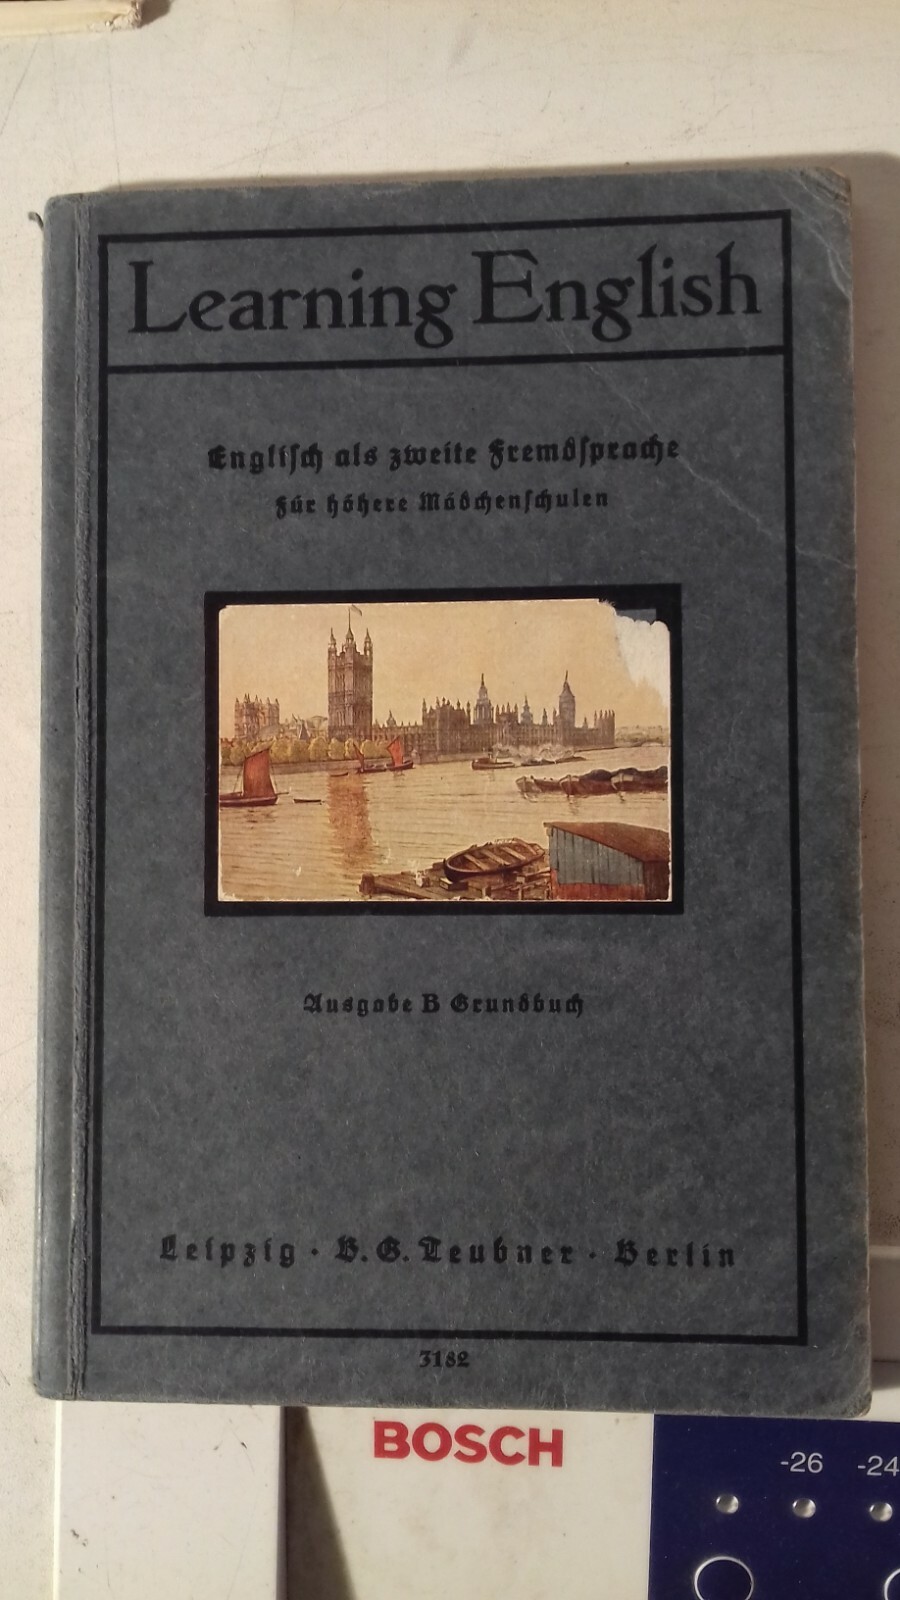 Learning English
Englisch als zweite Fremdsprache
Für höhere Mädchenschulen
Ausgabe B Grundbuch
Leipzig · B. G. Teubner · Berlin
3182
BOSCH
-26 -24